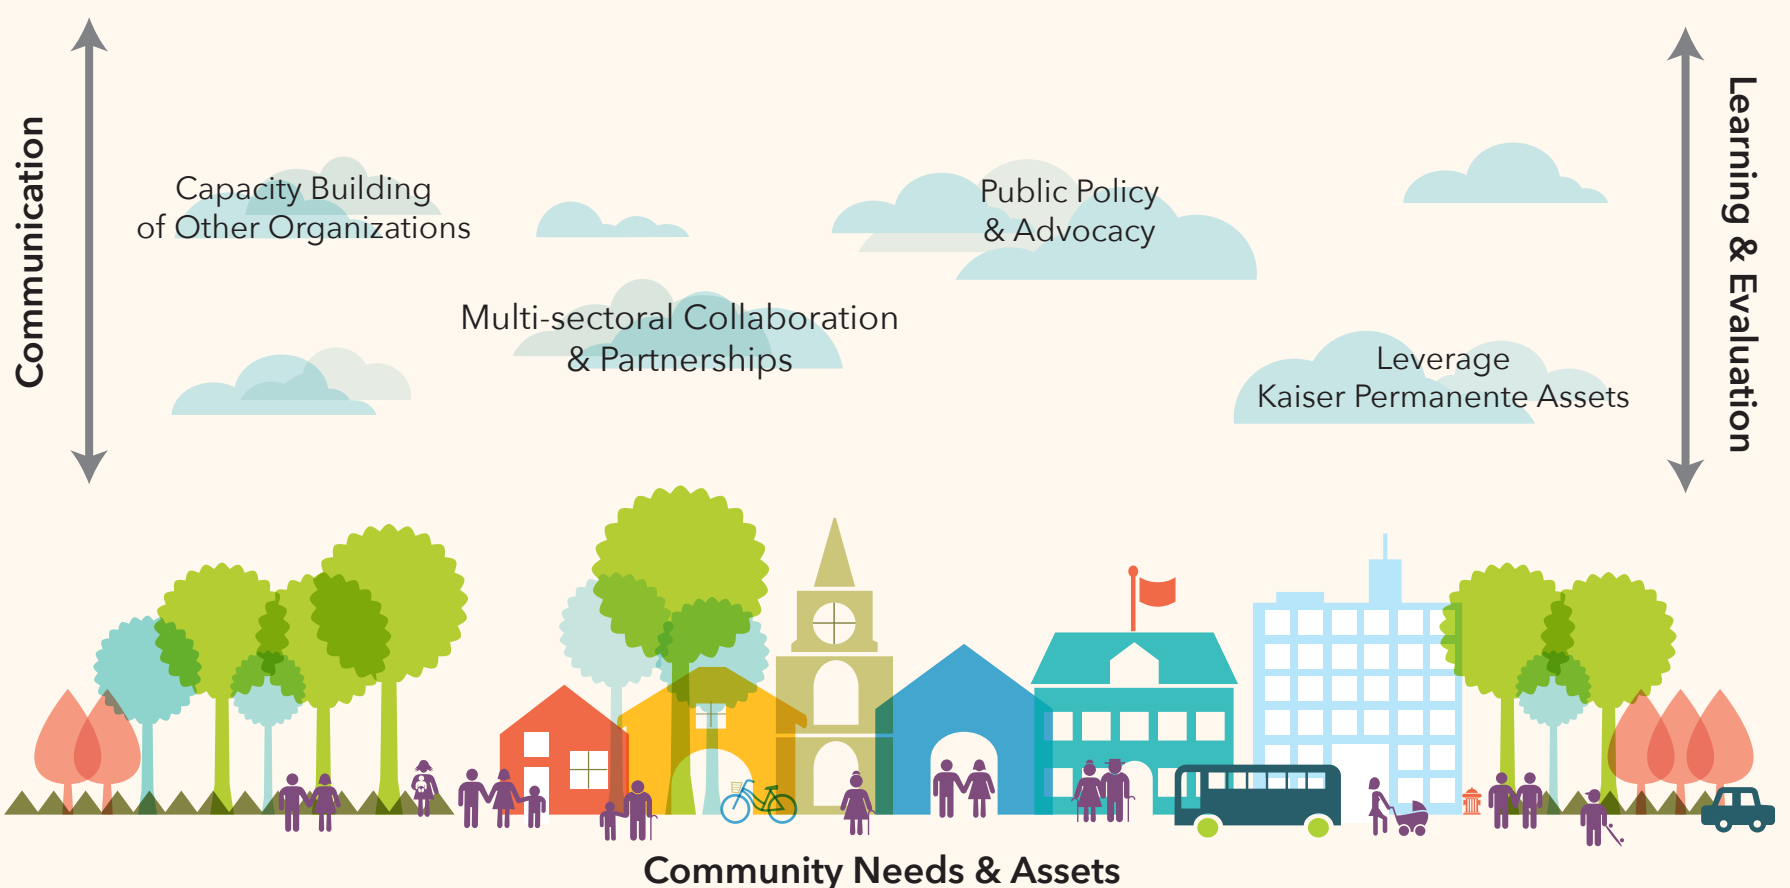 Communication
Capacity Building
of Other Organizations
Public Policy
& Advocacy
Multi-sectoral Collaboration
& Partnerships
Leverage
Kaiser Permanente Assets
Learning & Evaluation
Community Needs & Assets